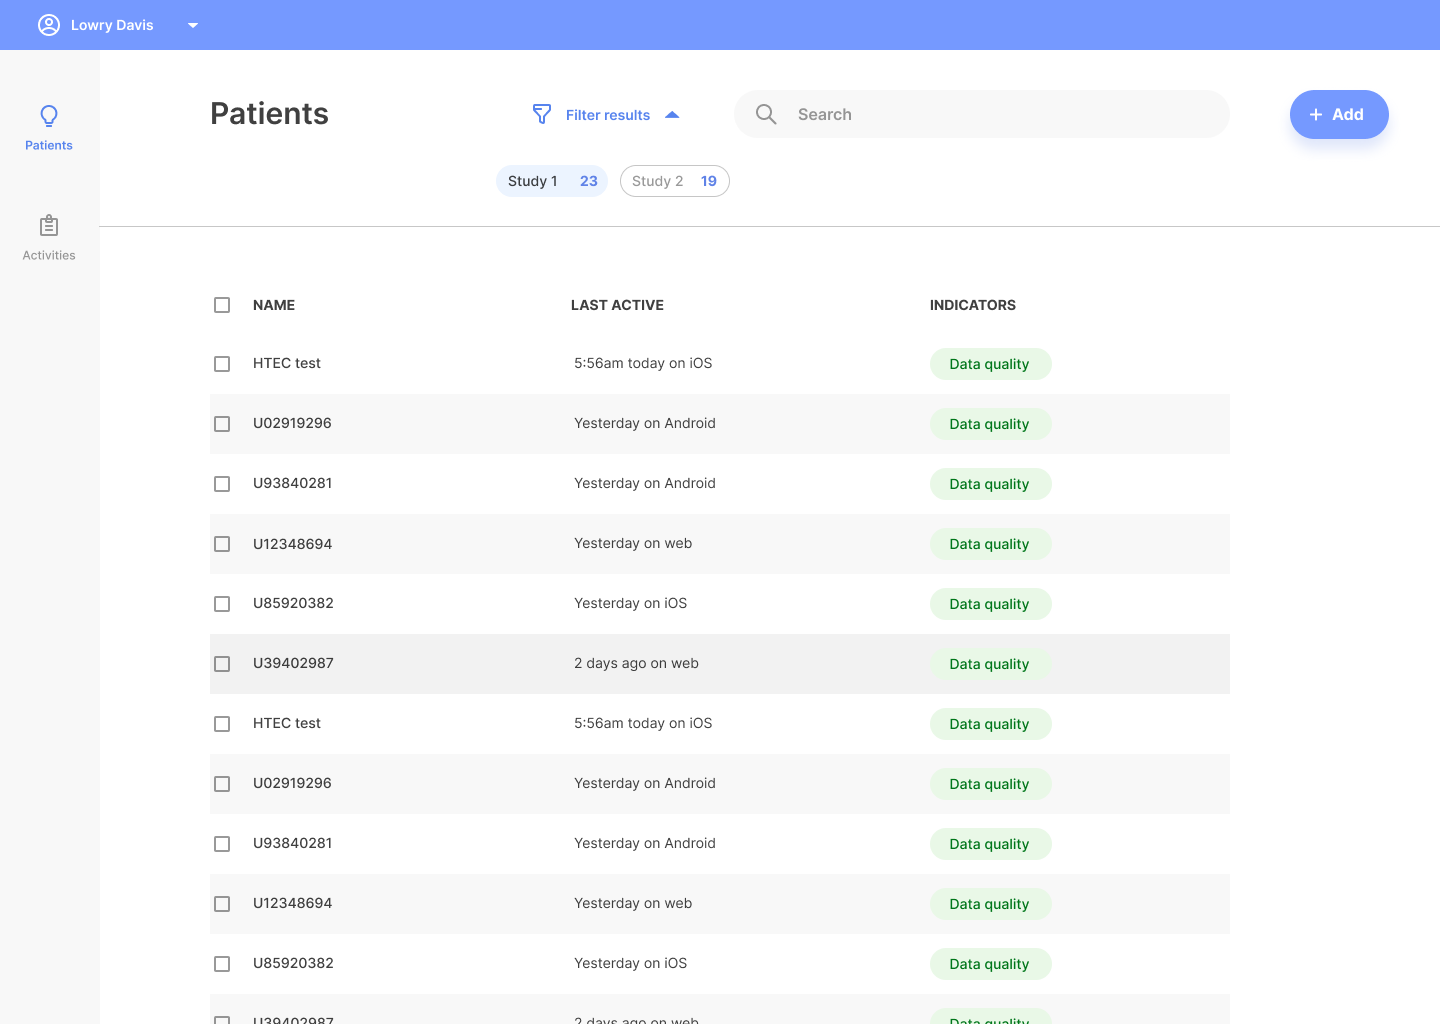 Lowry Davis
Patients
Activities
Patients
Filter results
Search
+ Add
Study 1 23
Study 2 19
NAME LAST ACTIVE INDICATORS
HTEC test 5:56am today on iOS Data quality
U02919296 Yesterday on Android Data quality
U93840281 Yesterday on Android Data quality
U12348694 Yesterday on web Data quality
U85920382 Yesterday on iOS Data quality
U39402987 2 days ago on web Data quality
HTEC test 5:56am today on iOS Data quality
U02919296 Yesterday on Android Data quality
U93840281 Yesterday on Android Data quality
U12348694 Yesterday on web Data quality
U85920382 Yesterday on iOS Data quality
U39402987 2 days ago on web Data quality